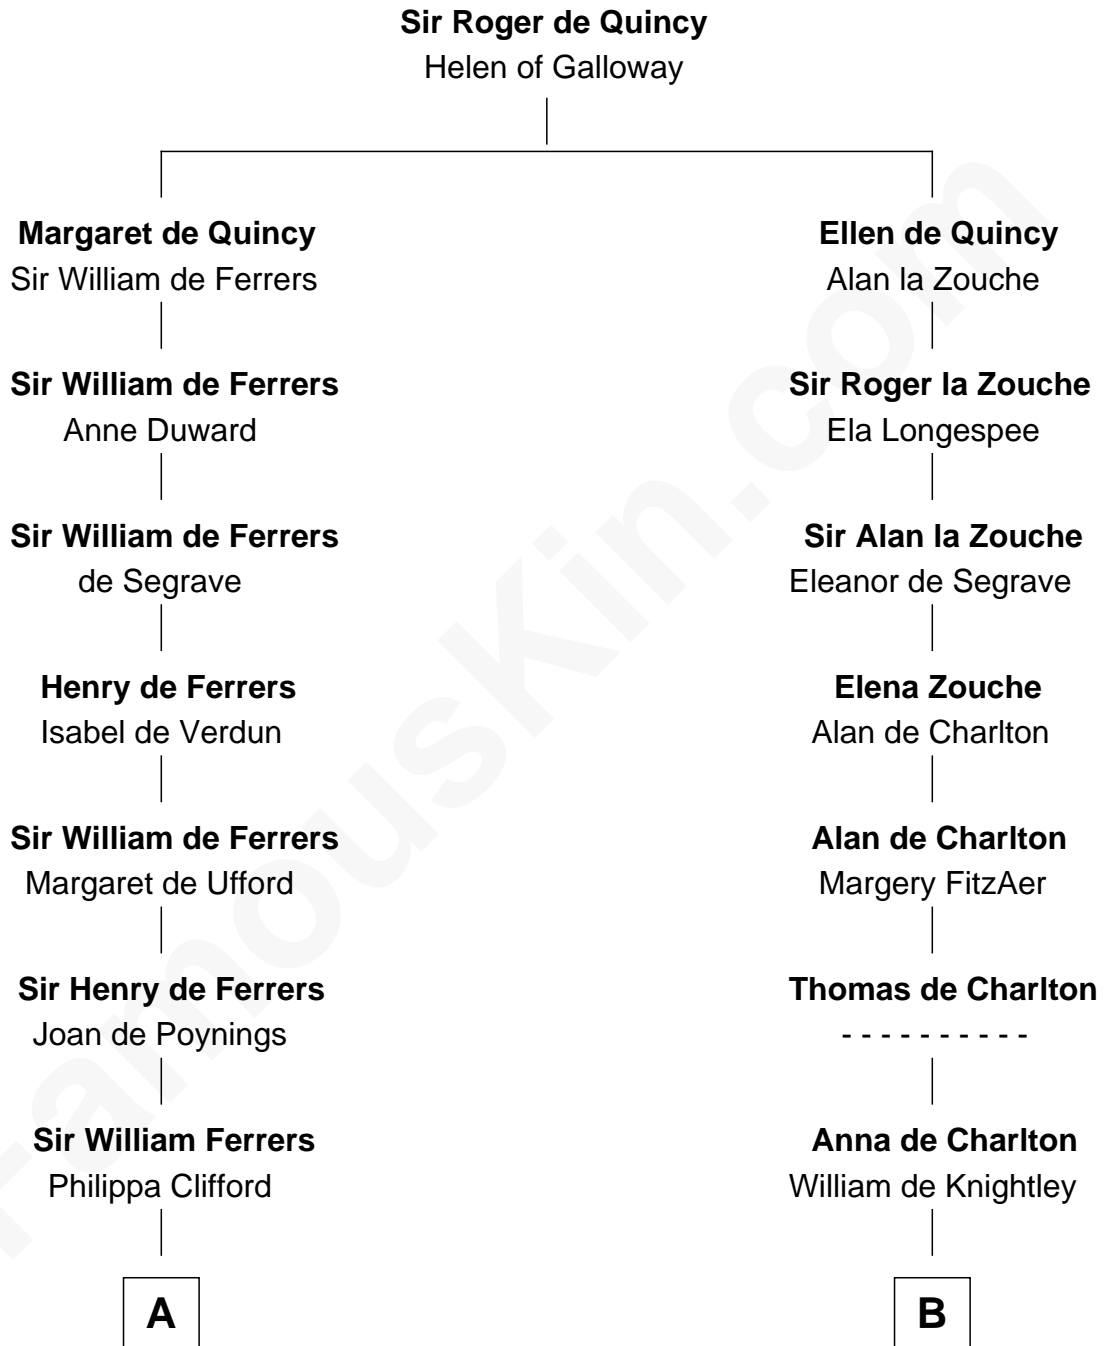 Sir Roger de Quincy
Helen of Galloway
Margaret de Quincy
Sir William de Ferrers
Ellen de Quincy
Alan la Zouche
Sir William de Ferrers
Anne Duward
Sir Roger la Zouche
Ela Longespee
Sir William de Ferrers
de Segrave
Sir Alan la Zouche
Eleanor de Segrave
Henry de Ferrers
Isabel de Verdun
Elena Zouche
Alan de Charlton
Sir William de Ferrers
Margaret de Ufford
Alan de Charlton
Margery FitzAer
Sir Henry de Ferrers
Joan de Poynings
Thomas de Charlton
- - - - - - - - - -
Sir William Ferrers
Philippa Clifford
Anna de Charlton
William de Knightley
A
B
FamousKin.com